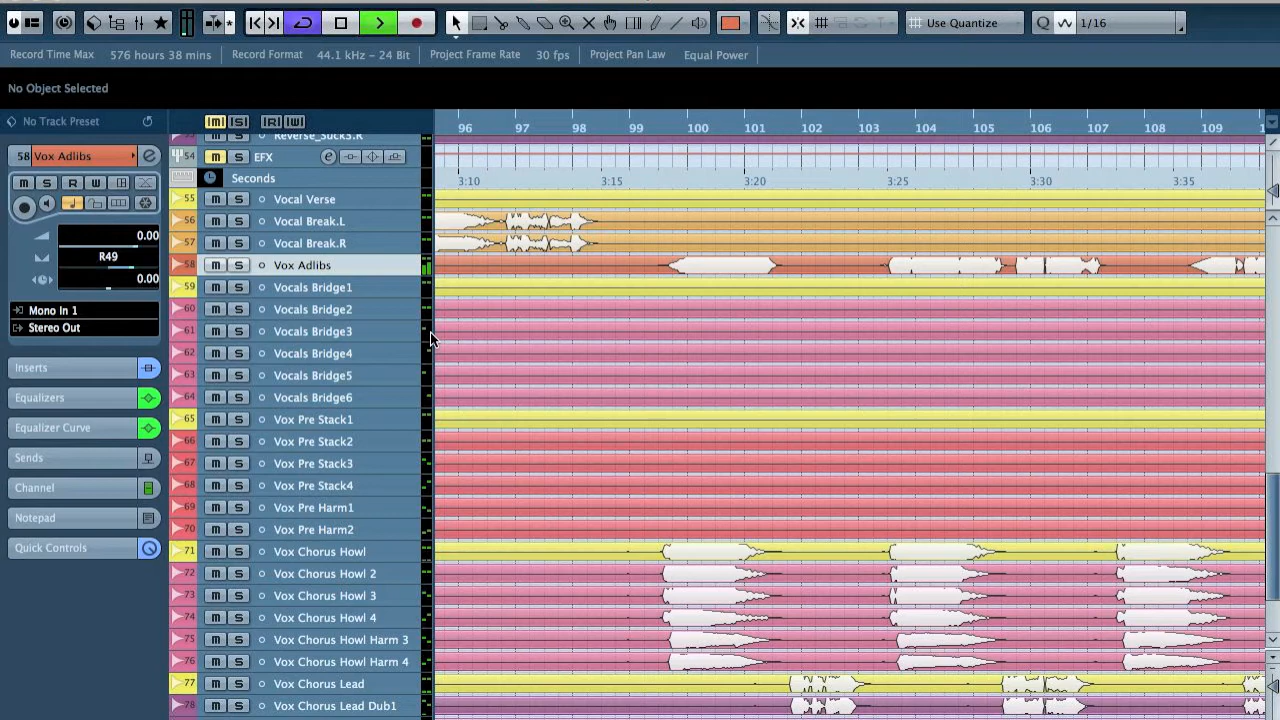 Use Quantize
1/16
Record Time Max 576 hours 38 mins Record Format 44.1 kHz - 24 Bit Project Frame Rate 30 fps Project Pan Law Equal Power
No Object Selected
No Track Preset
M S R W
96 97 98 99 100 101 102 103 104 105 106 107 108 109
Reverse_Suck3.R
58 Vox Adlibs
54 m S EFX e
Seconds
3:10 3:15 3:20 3:25 3:30 3:35
m S R W
55 m S Vocal Verse
56 m S Vocal Break.L
0.00
57 m S Vocal Break.R
R49
58 m S Vox Adlibs
0.00
59 m S Vocals Bridge1
Mono In 1
60 m S Vocals Bridge2
Stereo Out
61 m S Vocals Bridge3
62 m S Vocals Bridge4
Inserts
63 m S Vocals Bridge5
Equalizers
64 m S Vocals Bridge6
65 m S Vox Pre Stack1
Equalizer Curve
66 m S Vox Pre Stack2
Sends
67 m S Vox Pre Stack3
Channel
68 m S Vox Pre Stack4
69 m S Vox Pre Harm1
Notepad
70 m S Vox Pre Harm2
Quick Controls
71 m S Vox Chorus Howl
72 m S Vox Chorus Howl 2
73 m S Vox Chorus Howl 3
74 m S Vox Chorus Howl 4
75 m S Vox Chorus Howl Harm 3
76 m S Vox Chorus Howl Harm 4
77 m S Vox Chorus Lead
78 m S Vox Chorus Lead Dub1